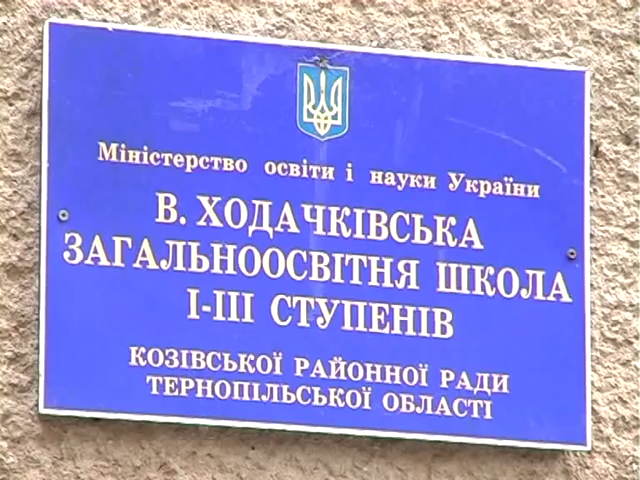 Міністерство освіти і науки України
В. ХОДАЧКІВСЬКА
ЗАГАЛЬНООСВІТНЯ ШКОЛА
І-ІІІ СТУПЕНІВ
КОЗІВСЬКОЇ РАЙОННОЇ РАДИ
ТЕРНОПІЛЬСЬКОЇ ОБЛАСТІ